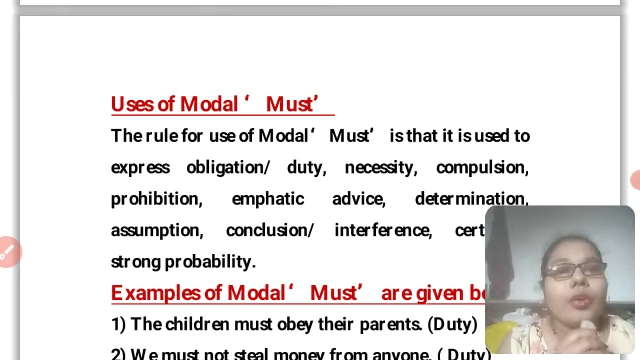 Uses of Modal ‘ Must’
The rule for use of Modal‘ Must’ is that it is used to
express obligation/ duty, necessity, compulsion,
prohibition, emphatic advice, determination,
assumption, conclusion/ interference,
strong probability.
Examples of Modal‘ Must’ are given
1) The children must obey their parents. (Duty)
2) We must not steal money from anyone. ( Duty)